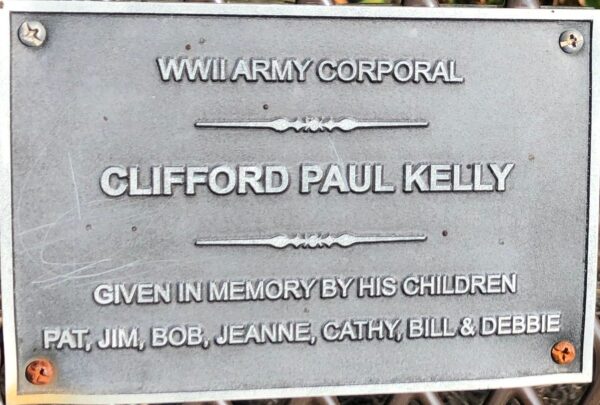 WWII ARMY CORPORAL
CLIFFORD PAUL KELLY
GIVEN IN MEMORY BY HIS CHILDREN
PAT, JIM, BOB, JEANNE, CATHY, BILL & DEBBIE